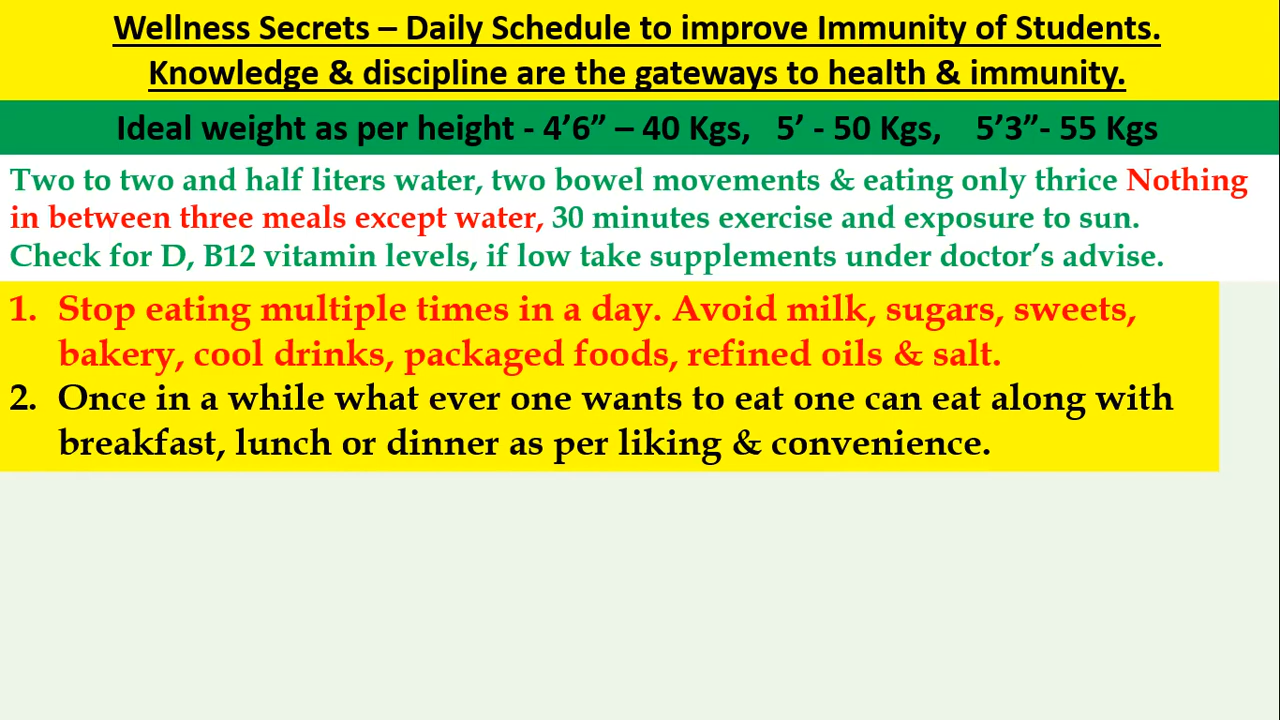 Wellness Secrets – Daily Schedule to improve Immunity of Students.
Knowledge & discipline are the gateways to health & immunity.
Ideal weight as per height - 4’6” – 40 Kgs, 5’ - 50 Kgs, 5’3”- 55 Kgs
Two to two and half liters water, two bowel movements & eating only thrice Nothing
in between three meals except water, 30 minutes exercise and exposure to sun.
Check for D, B12 vitamin levels, if low take supplements under doctor’s advise.
1. Stop eating multiple times in a day. Avoid milk, sugars, sweets,
bakery, cool drinks, packaged foods, refined oils & salt.
2. Once in a while what ever one wants to eat one can eat along with
breakfast, lunch or dinner as per liking & convenience.